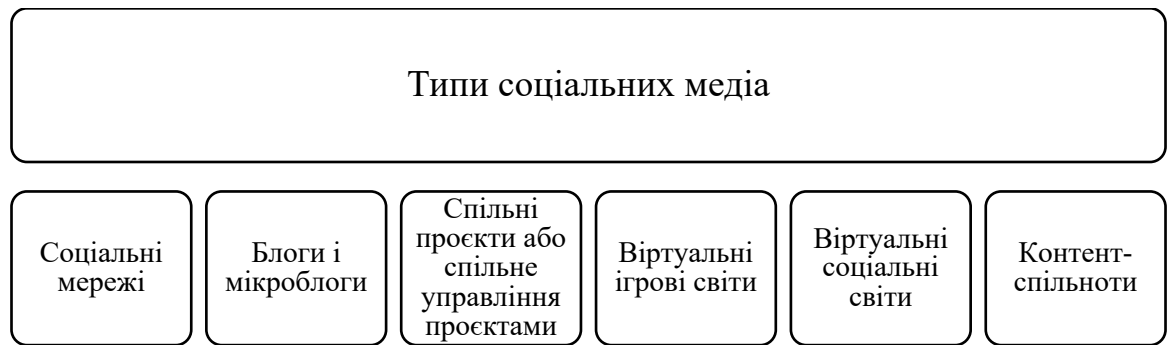 Типи соціальних медіа
Соціальні
мережі
Блоги і
мікроблоги
Спільні
проєкти або
спільне
управління
проєктами
Віртуальні
ігрові світи
Віртуальні
соціальні
світи
Контент-
спільноти